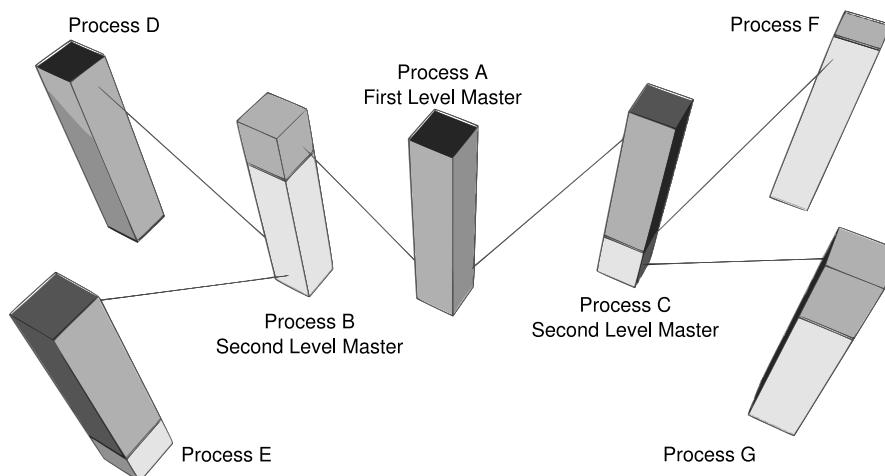 Process D
Process F
Process A
First Level Master
Process B
Second Level Master
Process C
Second Level Master
Process E
Process G